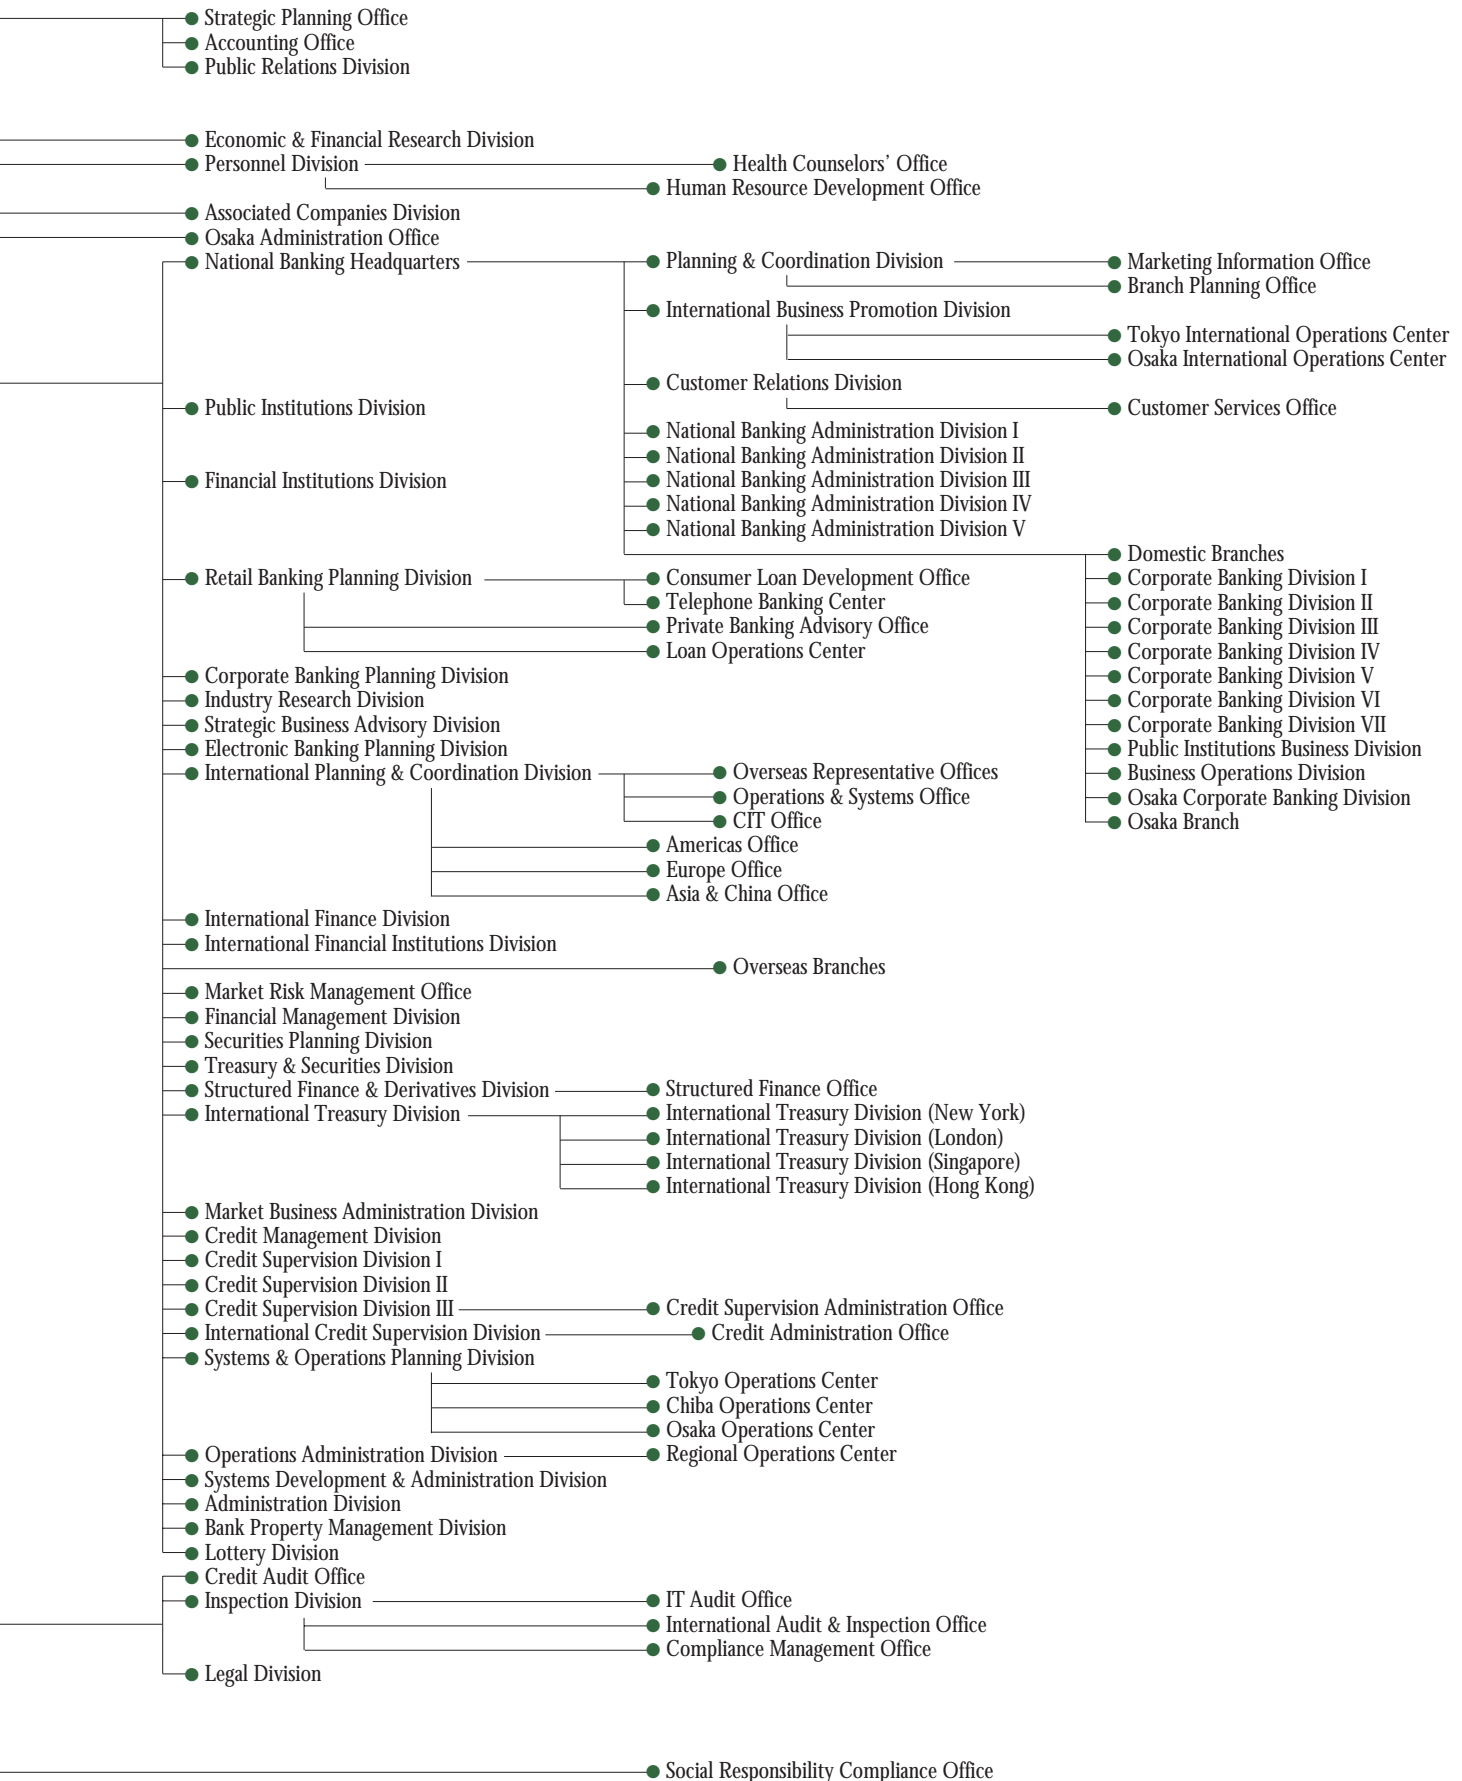 Strategic Planning Office
Accounting Office
Public Relations Division
Economic & Financial Research Division
Personnel Division
Health Counselors’ Office
Human Resource Development Office
Associated Companies Division
Osaka Administration Office
National Banking Headquarters
Planning & Coordination Division
Marketing Information Office
Branch Planning Office
International Business Promotion Division
Tokyo International Operations Center
Osaka International Operations Center
Customer Relations Division
Public Institutions Division
Customer Services Office
National Banking Administration Division I
National Banking Administration Division II
Financial Institutions Division
National Banking Administration Division III
National Banking Administration Division IV
National Banking Administration Division V
Domestic Branches
Retail Banking Planning Division
Consumer Loan Development Office
Corporate Banking Division I
Telephone Banking Center
Corporate Banking Division II
Private Banking Advisory Office
Corporate Banking Division III
Loan Operations Center
Corporate Banking Division IV
Corporate Banking Planning Division
Corporate Banking Division V
Industry Research Division
Corporate Banking Division VI
Strategic Business Advisory Division
Corporate Banking Division VII
Electronic Banking Planning Division
Public Institutions Business Division
International Planning & Coordination Division
Overseas Representative Offices
Business Operations Division
Operations & Systems Office
Osaka Corporate Banking Division
CIT Office
Osaka Branch
Americas Office
Europe Office
Asia & China Office
International Finance Division
International Financial Institutions Division
Overseas Branches
Market Risk Management Office
Financial Management Division
Securities Planning Division
Treasury & Securities Division
Structured Finance & Derivatives Division
Structured Finance Office
International Treasury Division
International Treasury Division (New York)
International Treasury Division (London)
International Treasury Division (Singapore)
International Treasury Division (Hong Kong)
Market Business Administration Division
Credit Management Division
Credit Supervision Division I
Credit Supervision Division II
Credit Supervision Division III
Credit Supervision Administration Office
International Credit Supervision Division
Credit Administration Office
Systems & Operations Planning Division
Tokyo Operations Center
Chiba Operations Center
Osaka Operations Center
Operations Administration Division
Regional Operations Center
Systems Development & Administration Division
Administration Division
Bank Property Management Division
Lottery Division
Credit Audit Office
Inspection Division
IT Audit Office
International Audit & Inspection Office
Compliance Management Office
Legal Division
Social Responsibility Compliance Office